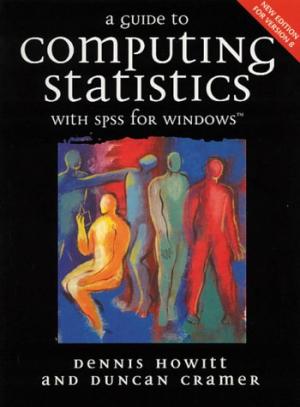 a guide to
computing
statistics
with spss for windows™
NEW EDITION
FOR VERSION 8
Dennis Howitt
and Duncan Cramer